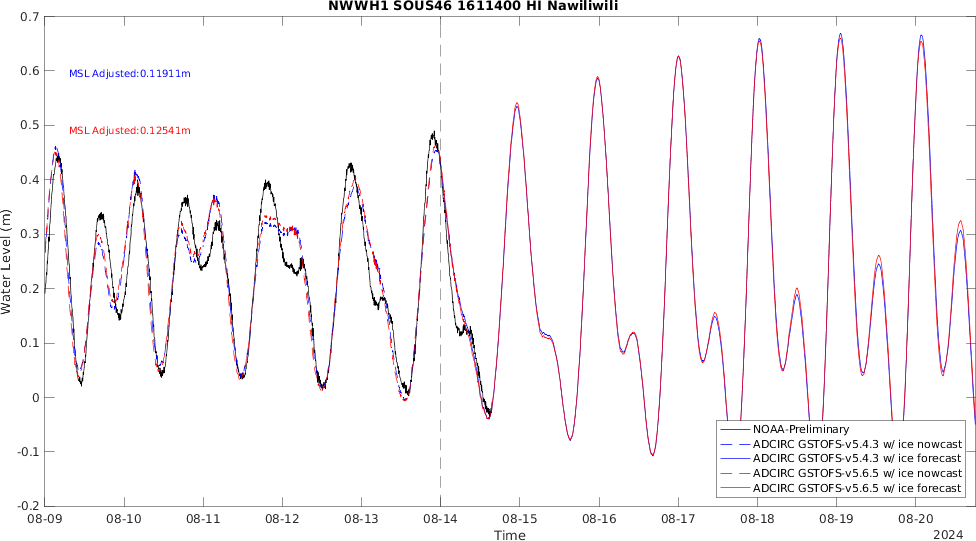 NWWH1 SOUS46 1611400 HI Nawiliwili
0.7
0.6
0.5
0.4
0.3
0.2
0.1
0
-0.1
-0.2
Water Level (m)
MSL Adjusted:0.11911m
MSL Adjusted:0.12541m
NOAA-Preliminary
ADCIRC GSTOFS-v5.4.3 w/ ice nowcast
ADCIRC GSTOFS-v5.4.3 w/ ice forecast
ADCIRC GSTOFS-v5.6.5 w/ ice nowcast
ADCIRC GSTOFS-v5.6.5 w/ ice forecast
08-09 08-10 08-11 08-12 08-13 08-14 08-15 08-16 08-17 08-18 08-19 08-20
Time
2024